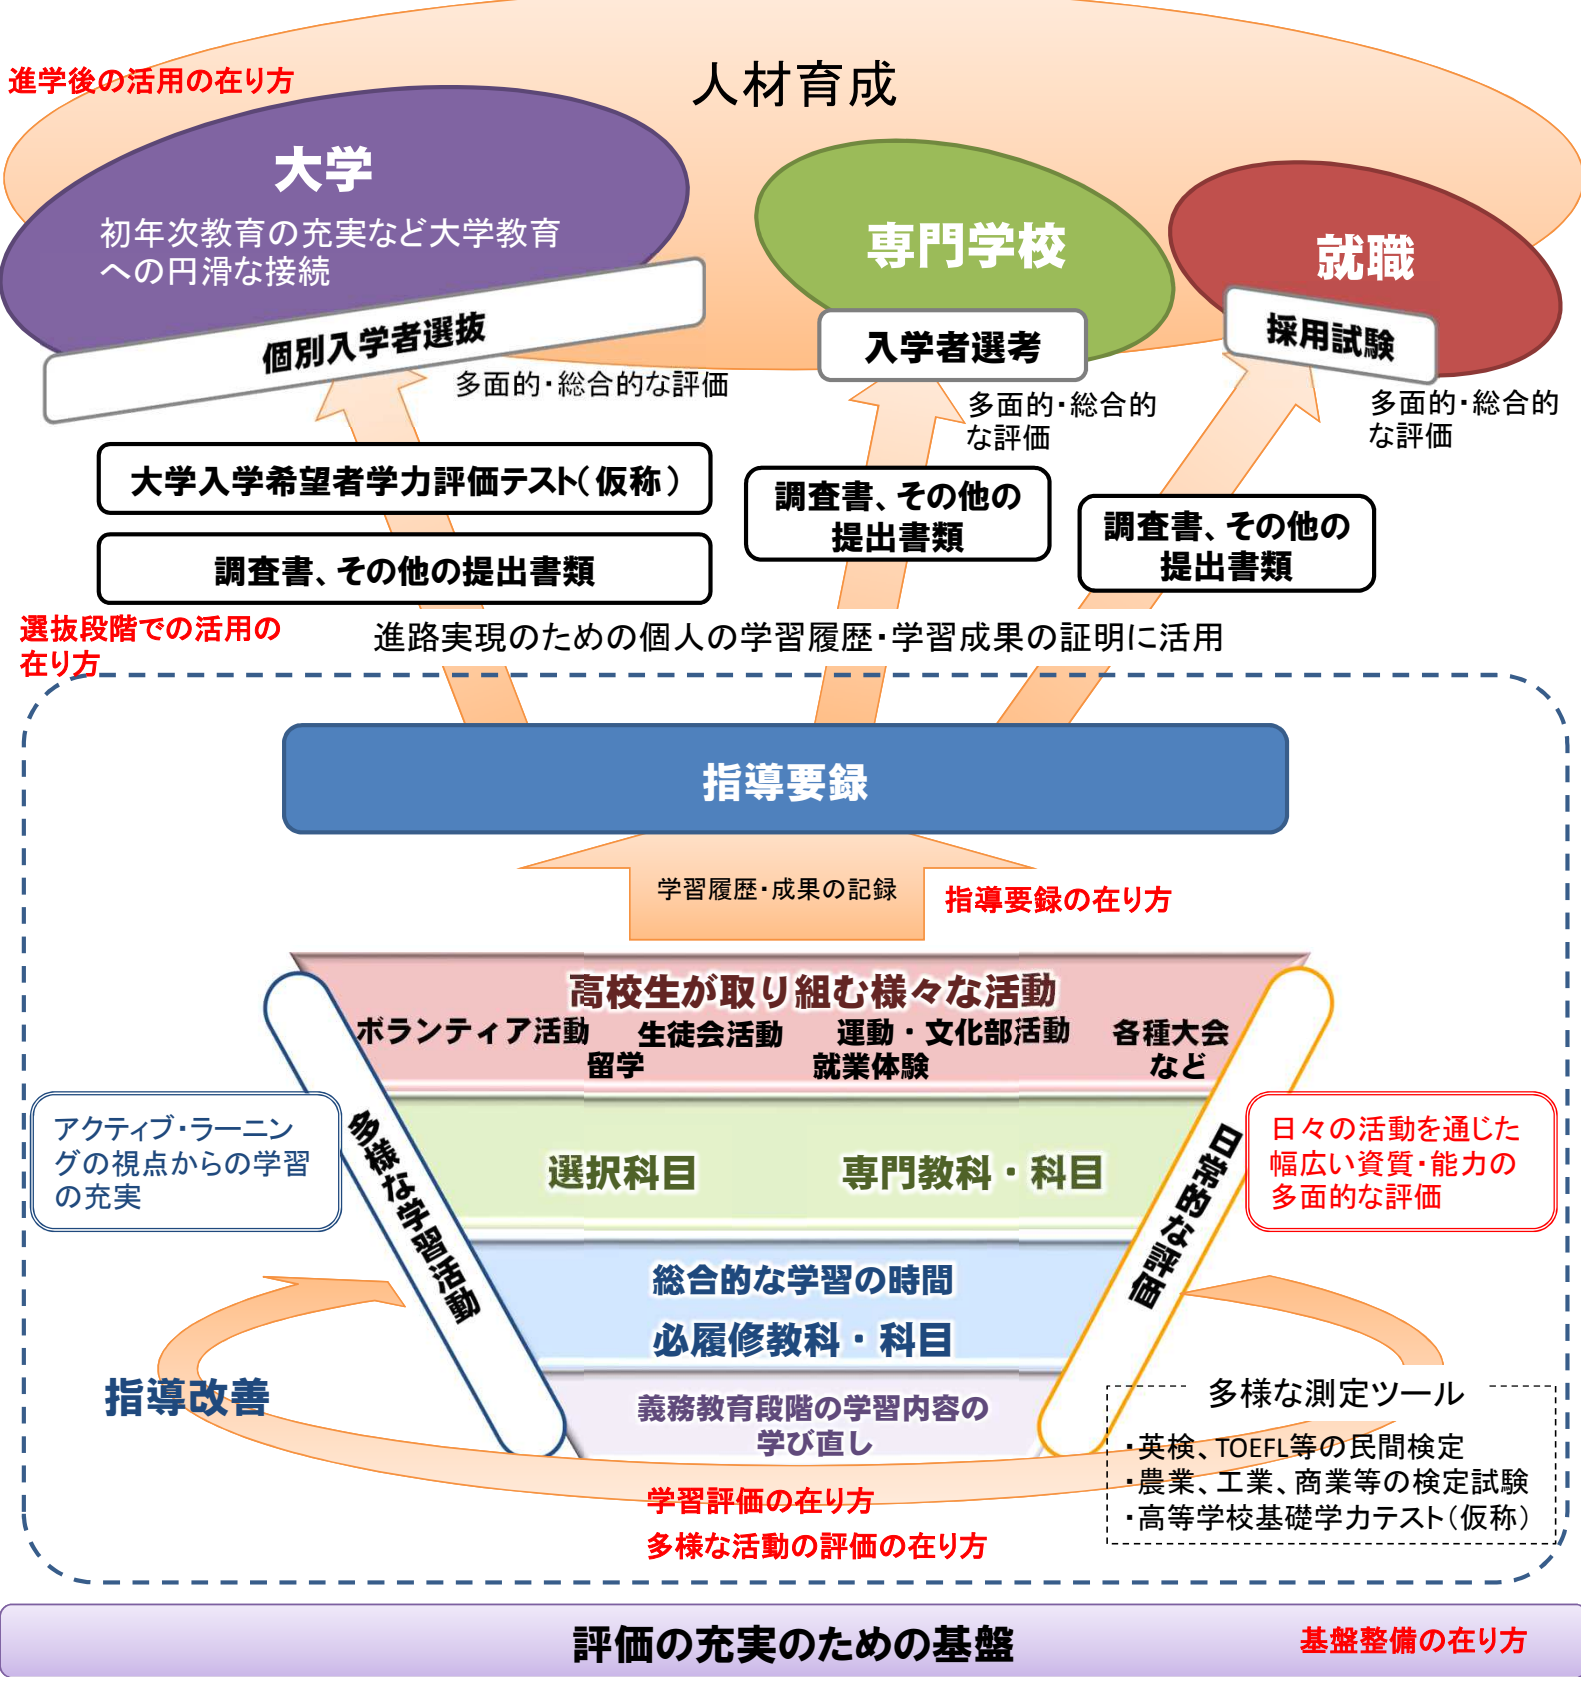 人材育成
進学後の活用の在り方
大学
初年次教育の充実など大学教育
への円滑な接続
個別入学者選抜
多面的・総合的な評価
専門学校
入学者選考
多面的・総合的
な評価
就職
採用試験
多面的・総合的
な評価
大学入学希望者学力評価テスト(仮称)
調査書、その他の提出書類
調査書、その他の
提出書類
調査書、その他の
提出書類
選抜段階での活用の
在り方
進路実現のための個人の学習履歴・学習成果の証明に活用
指導要録
学習履歴・成果の記録
指導要録の在り方
高校生が取り組む様々な活動
ボランティア活動 生徒会活動 運動・文化部活動 各種大会
留学 就業体験 など
多様な学習活動
日常的な評価
アクティブ・ラーニン
グの視点からの学習
の充実
選択科目 専門教科・科目
日々の活動を通じた
幅広い資質・能力の
多面的な評価
総合的な学習の時間
必履修教科・科目
義務教育段階の学習内容の
学び直し
指導改善
多様な測定ツール
・英検、TOEFL等の民間検定
・農業、工業、商業等の検定試験
・高等学校基礎学力テスト(仮称)
学習評価の在り方
多様な活動の評価の在り方
評価の充実のための基盤
基盤整備の在り方